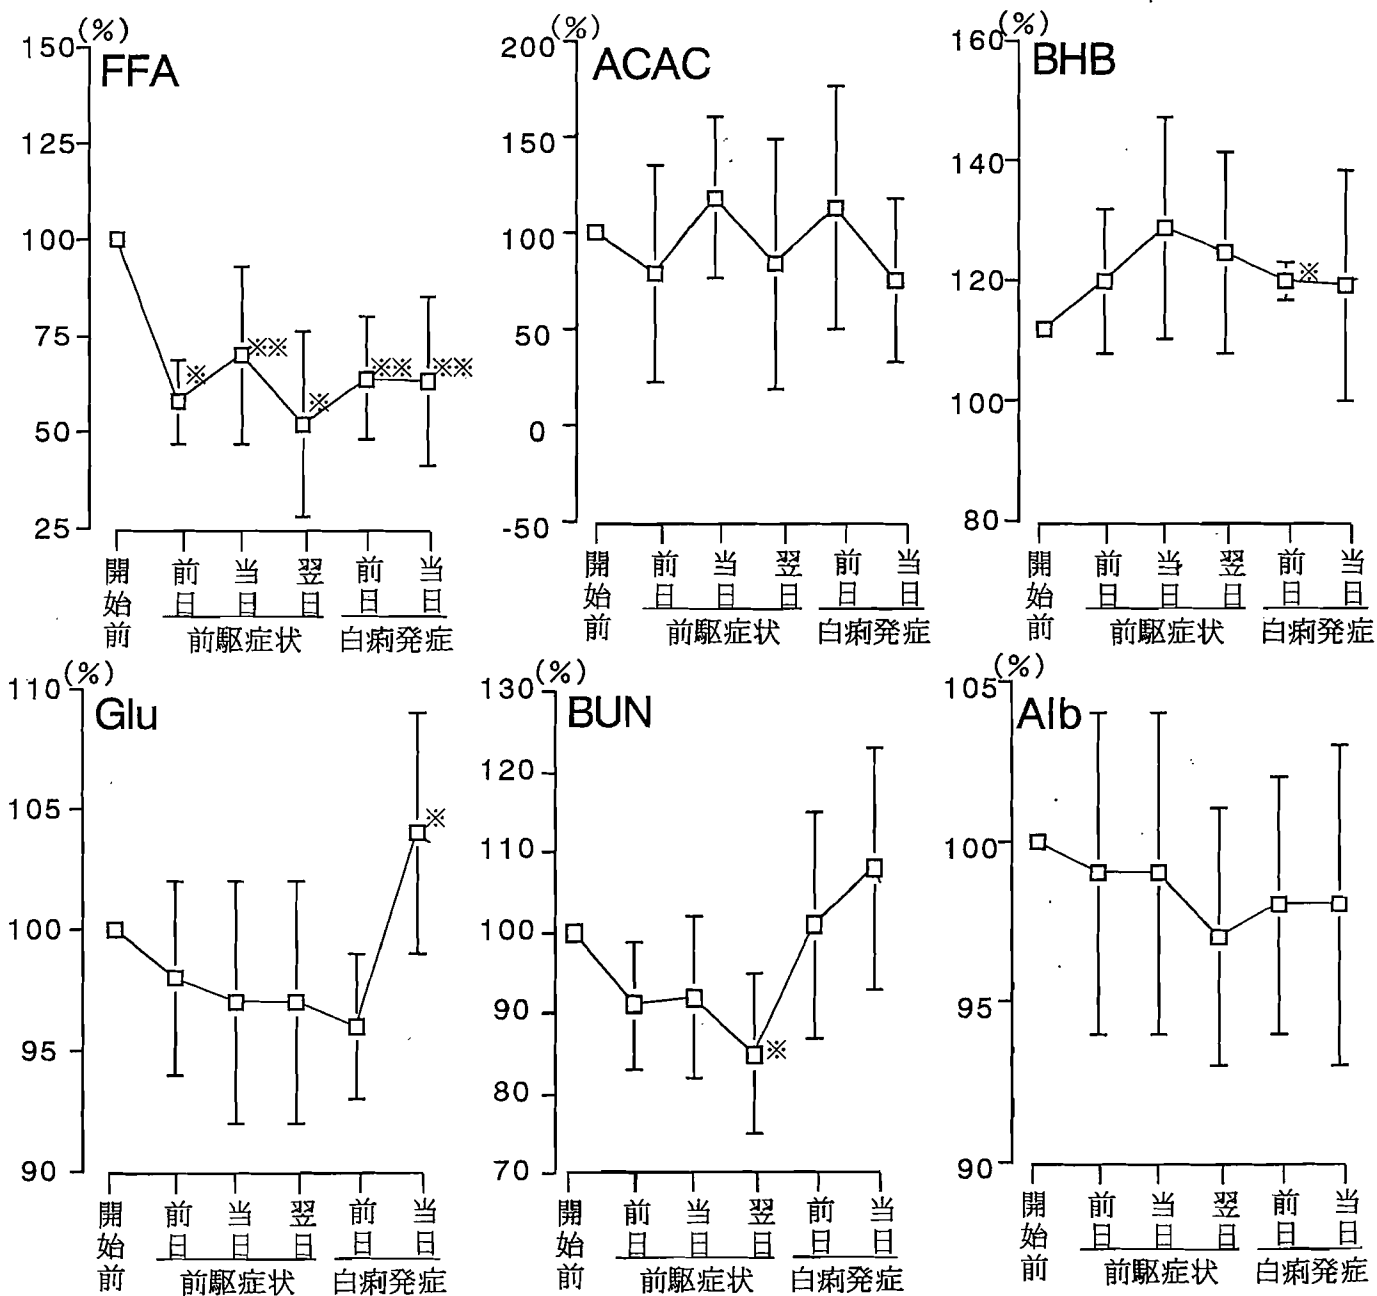 (%)
FFA
150
125
100
75
50
25
※
※※
※
※※
※※
開始前
前日
当日
翌日
前日
当日
前駆症状
白痢発症
(%)
ACAC
200
150
100
50
0
-50
開始前
前日
当日
翌日
前日
当日
前駆症状
白痢発症
(%)
BHB
160
140
120
100
80
※
開始前
前日
当日
翌日
前日
当日
前駆症状
白痢発症
(%)
Glu
110
105
100
95
90
※
開始前
前日
当日
翌日
前日
当日
前駆症状
白痢発症
(%)
BUN
130
120
110
100
90
80
70
※
開始前
前日
当日
翌日
前日
当日
前駆症状
白痢発症
(%)
Alb
105
100
95
90
開始前
前日
当日
翌日
前日
当日
前駆症状
白痢発症